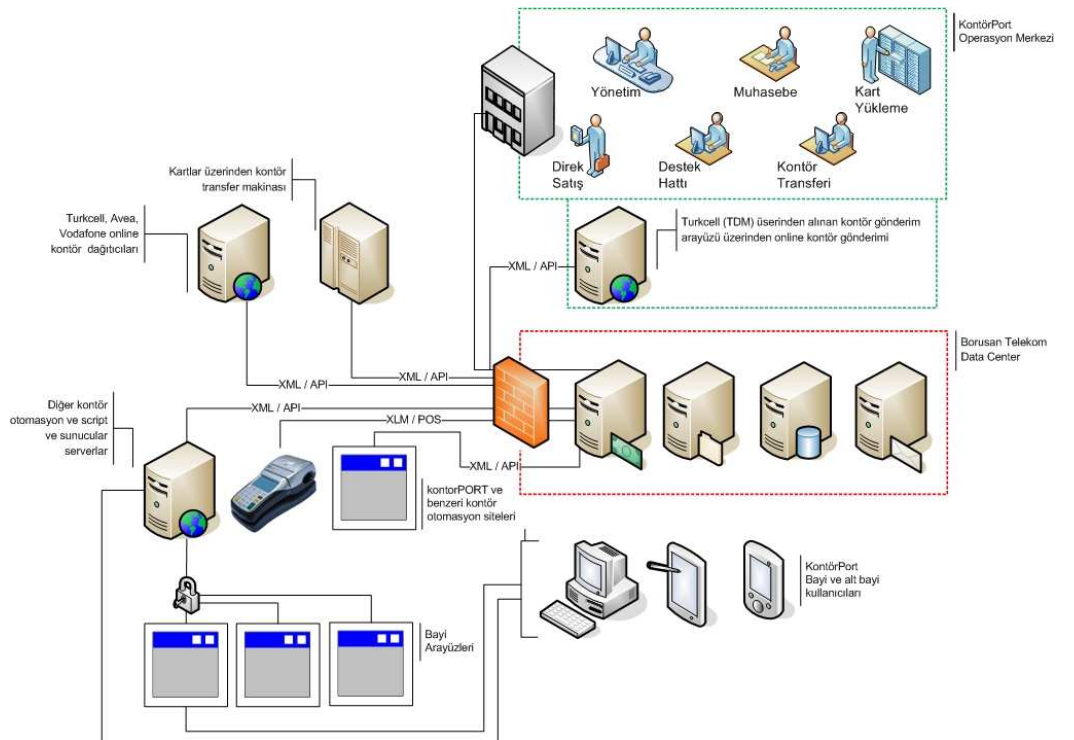 KontörPort
Operasyon Merkezi
Yönetim
Muhasebe
Kart
Yükleme
Direk
Satış
Destek
Hattı
Kontör
Transferi
Kartlar üzerinden kontör
transfer makinası
Turkcell, Avea,
Vodafone online
kontör dağıtıcıları
Turkcell (TDM) üserinden alınan kontör gönderim
arayüzü üzerinden online kontör gönderimi
XML / API
Borusan Telekom
Data Center
XML / API
XML / API
XML / API
XLM / POS
XML / API
Diğer kontör
otomasyon ve script
ve sunucular
serverlar
kontorPORT ve
benzeri kontör
otomasyon siteleri
KontörPort
Bayi ve alt bayi
kullanıcıları
Bayi
Arayüzleri